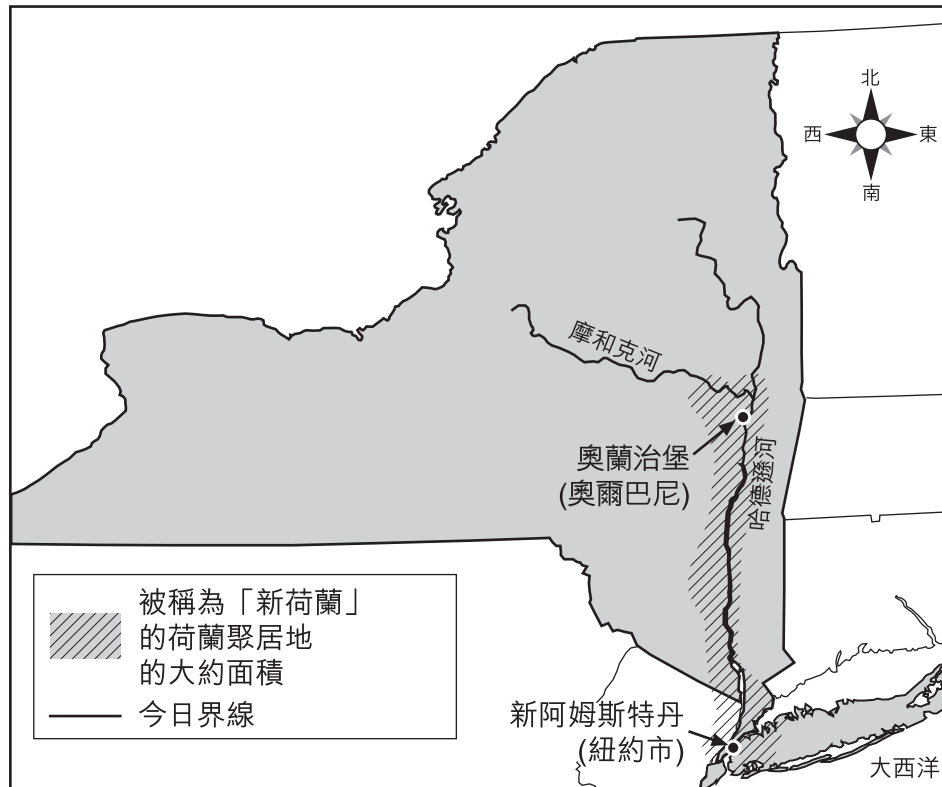 北
西
東
南
摩和克河
奧蘭治堡
(奧爾巴尼)
哈德遜河
被稱為「新荷蘭」
的荷蘭聚居地
的大約面積
今日界線
新阿姆斯特丹
(紐約市)
大西洋